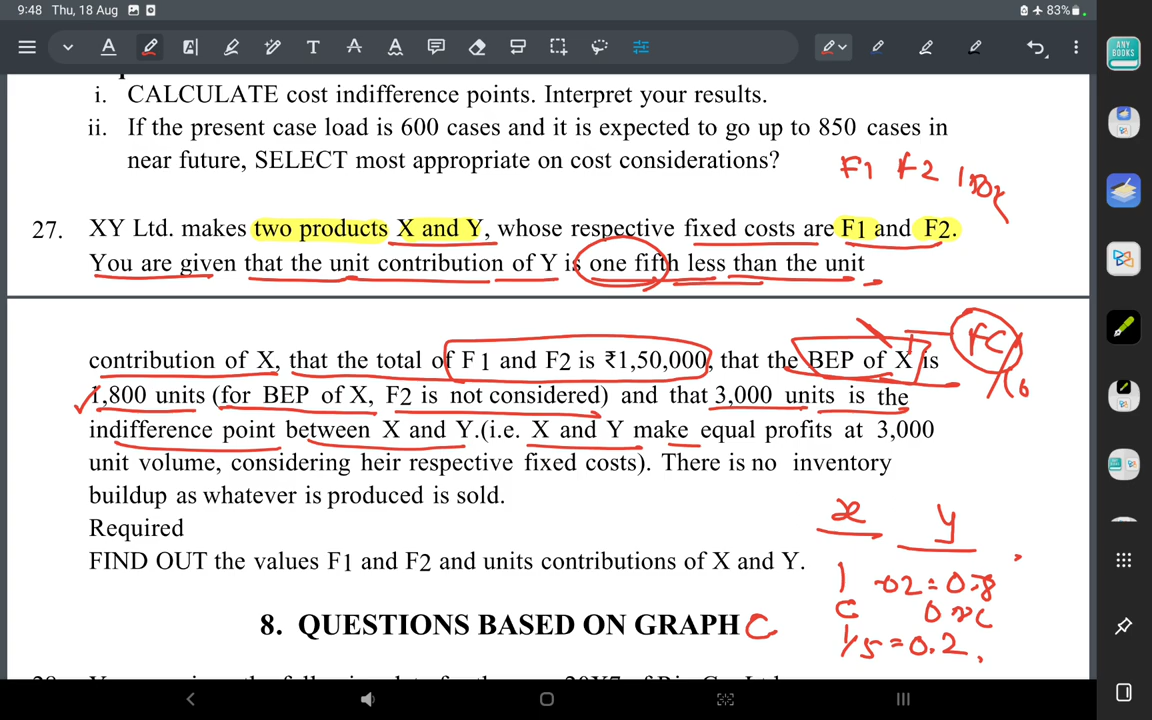 9:48 Thu, 18 Aug
83%
T
ANY BOOKS
i. CALCULATE cost indifference points. Interpret your results.
ii. If the present case load is 600 cases and it is expected to go up to 850 cases in
near future, SELECT most appropriate on cost considerations?
F1 F2
27. XY Ltd. makes two products X and Y, whose respective fixed costs are F1 and F2.
You are given that the unit contribution of Y is one fifth less than the unit
contribution of X, that the total of F1 and F2 is ₹1,50,000, that the BEP of X is
FC
1,800 units (for BEP of X, F2 is not considered) and that 3,000 units is the
indifference point between X and Y.(i.e. X and Y make equal profits at 3,000
unit volume, considering heir respective fixed costs). There is no inventory
buildup as whatever is produced is sold.
x y
Required
FIND OUT the values F1 and F2 and units contributions of X and Y.
1 -02 = 0.8
C
8. QUESTIONS BASED ON GRAPH C
1/5 = 0.2